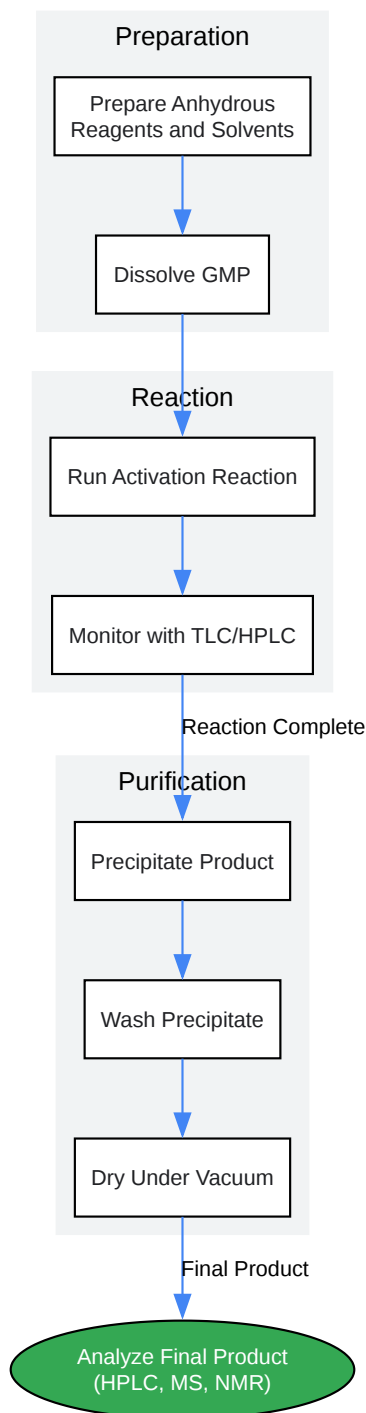 Preparation
Prepare Anhydrous
Reagents and Solvents
Dissolve GMP
Reaction
Run Activation Reaction
Monitor with TLC/HPLC
Reaction Complete
Purification
Precipitate Product
Wash Precipitate
Dry Under Vacuum
Final Product
Analyze Final Product
(HPLC, MS, NMR)